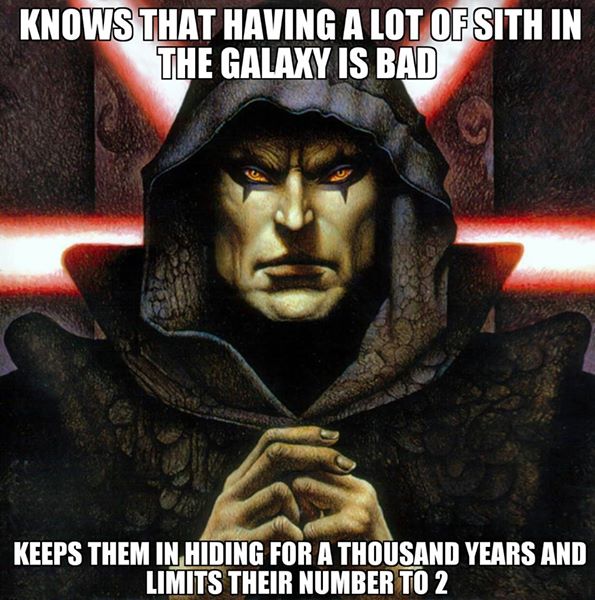 KNOWS THAT HAVING A LOT OF SITH IN
THE GALAXY IS BAD
KEEPS THEM IN HIDING FOR A THOUSAND YEARS AND
LIMITS THEIR NUMBER TO 2